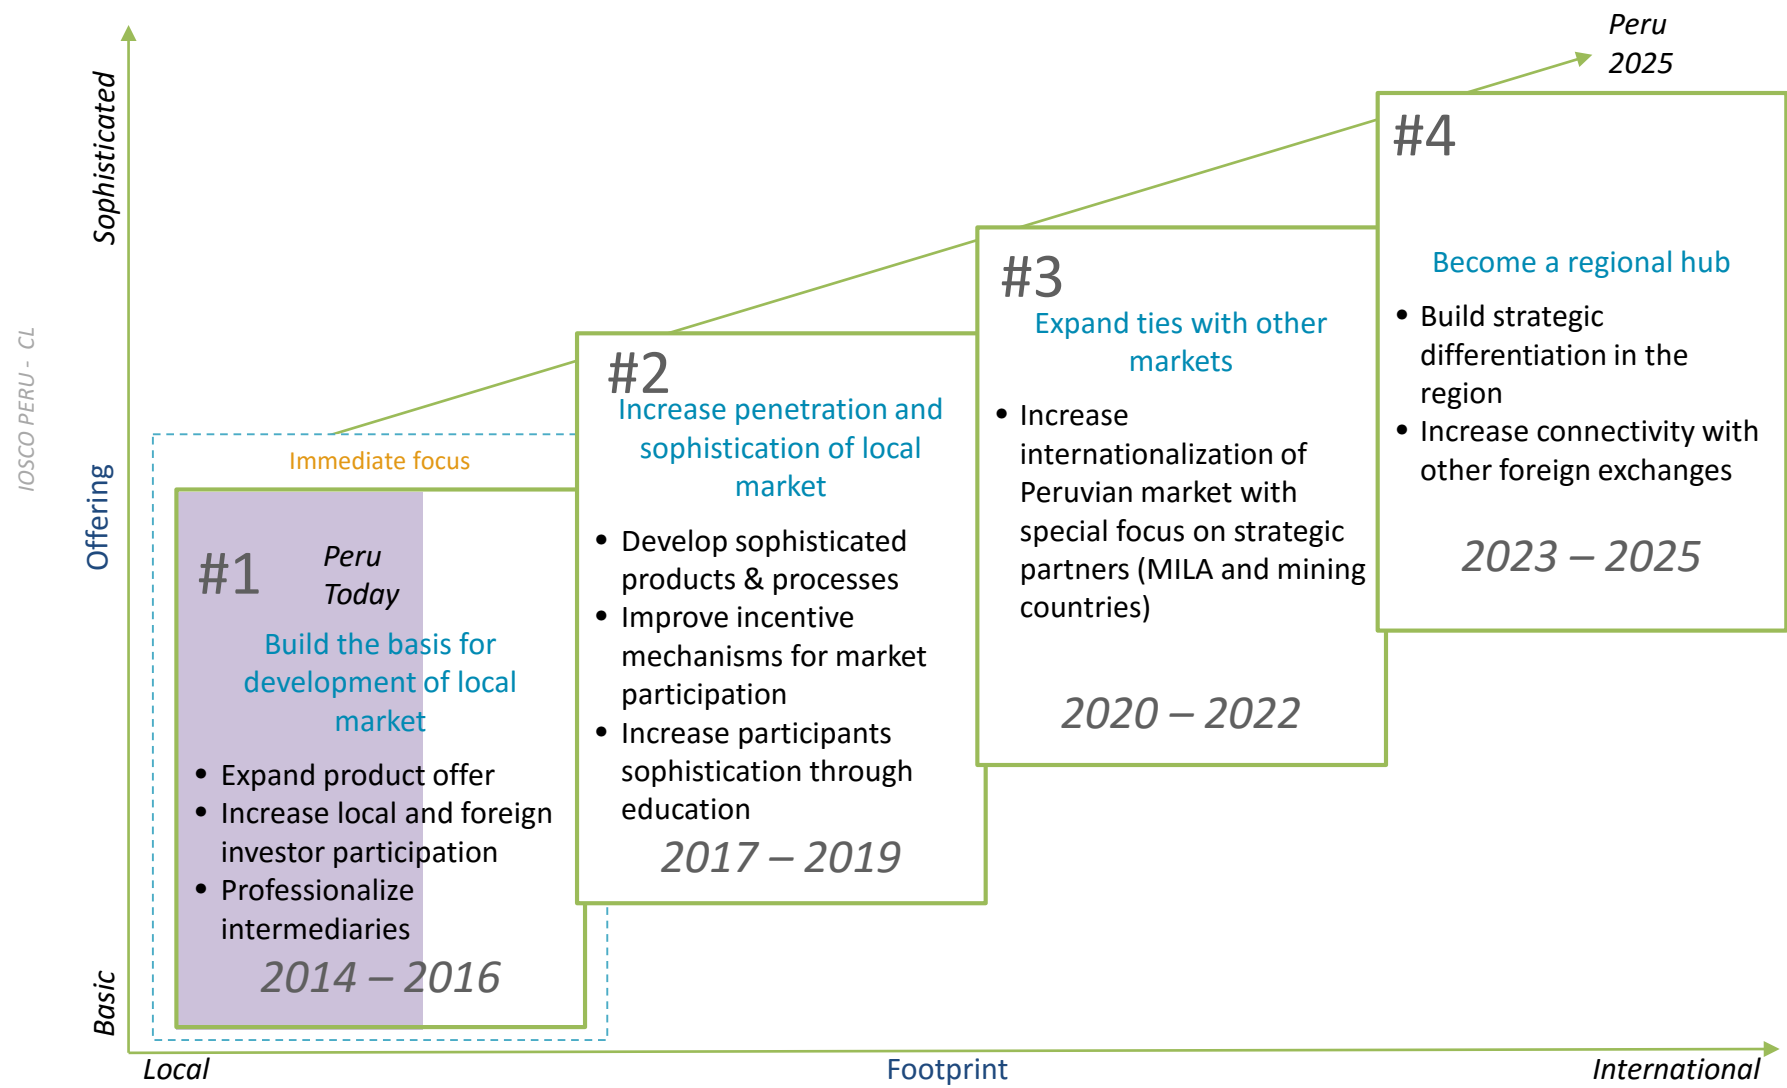 Peru
2025
Sophisticated
Offering
Basic
IOSCO PERU - CL
Immediate focus
#1
Peru
Today
Build the basis for
development of local
market
• Expand product offer
• Increase local and foreign
investor participation
• Professionalize
intermediaries
2014 – 2016
#2
Increase penetration and
sophistication of local
market
• Develop sophisticated
products & processes
• Improve incentive
mechanisms for market
participation
• Increase participants
sophistication through
education
2017 – 2019
#3
Expand ties with other
markets
• Increase
internationalization of
Peruvian market with
special focus on strategic
partners (MILA and mining
countries)
2020 – 2022
#4
Become a regional hub
• Build strategic
differentiation in the
region
• Increase connectivity with
other foreign exchanges
2023 – 2025
Local
Footprint
International